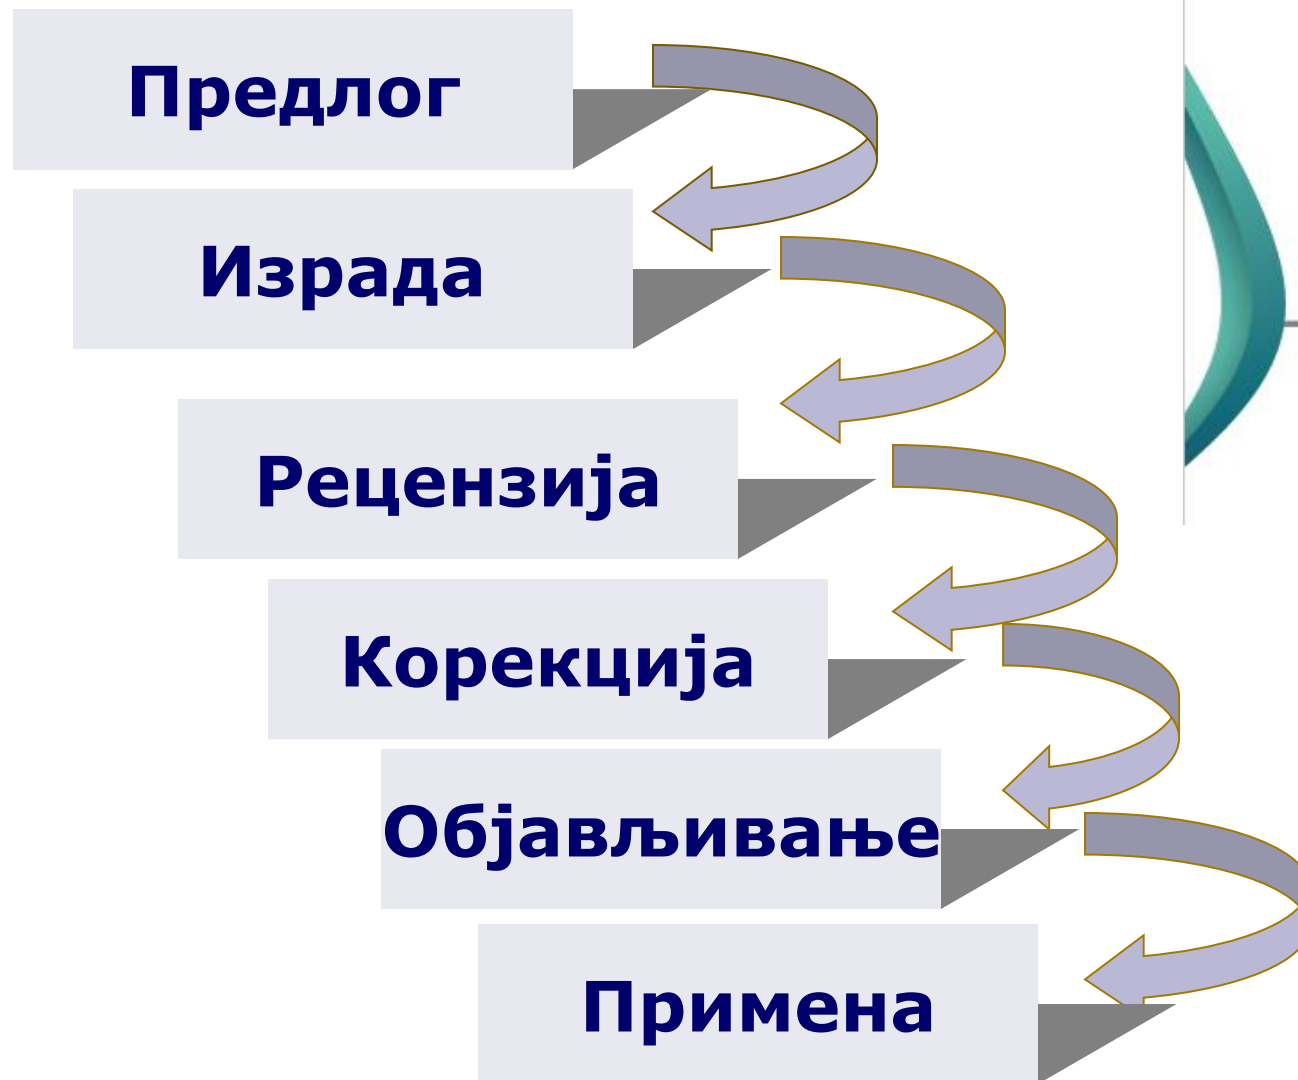 Предлог
Израда
Рецензија
Корекција
Објављивање
Примена